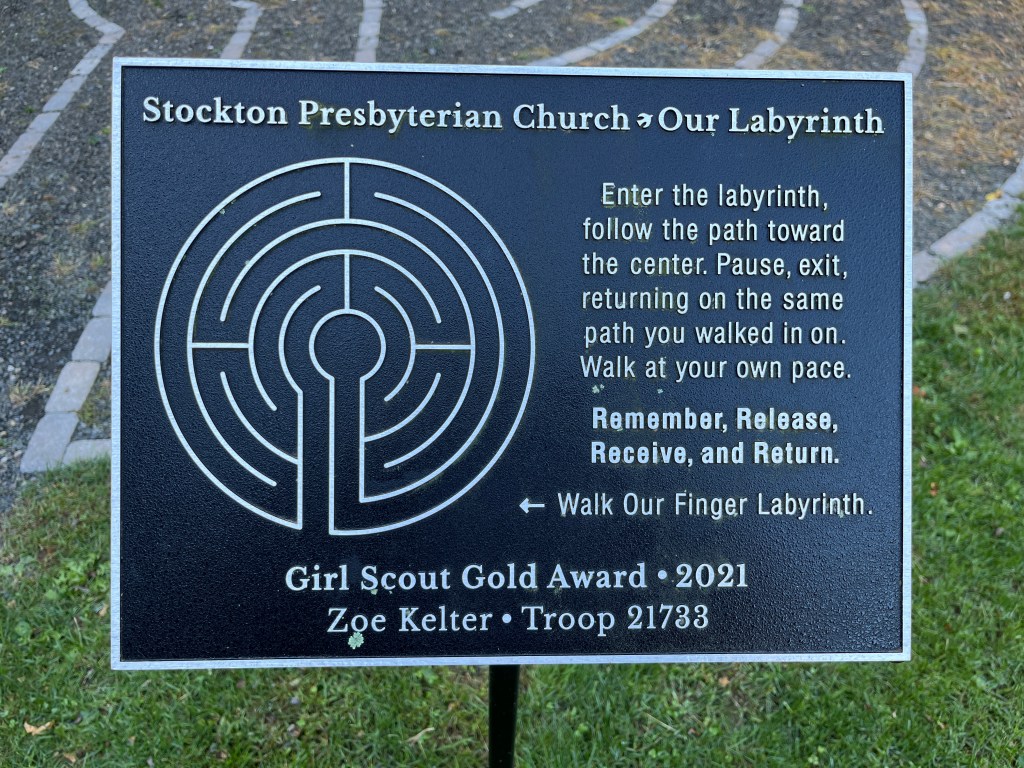 Stockton Presbyterian Church Our Labyrinth
Enter the labyrinth,
follow the path toward
the center. Pause, exit,
returning on the same
path you walked in on.
Walk at your own pace.
Remember, Release,
Receive, and Return.
← Walk Our Finger Labyrinth.
Girl Scout Gold Award • 2021
Zoe Kelter • Troop 21733